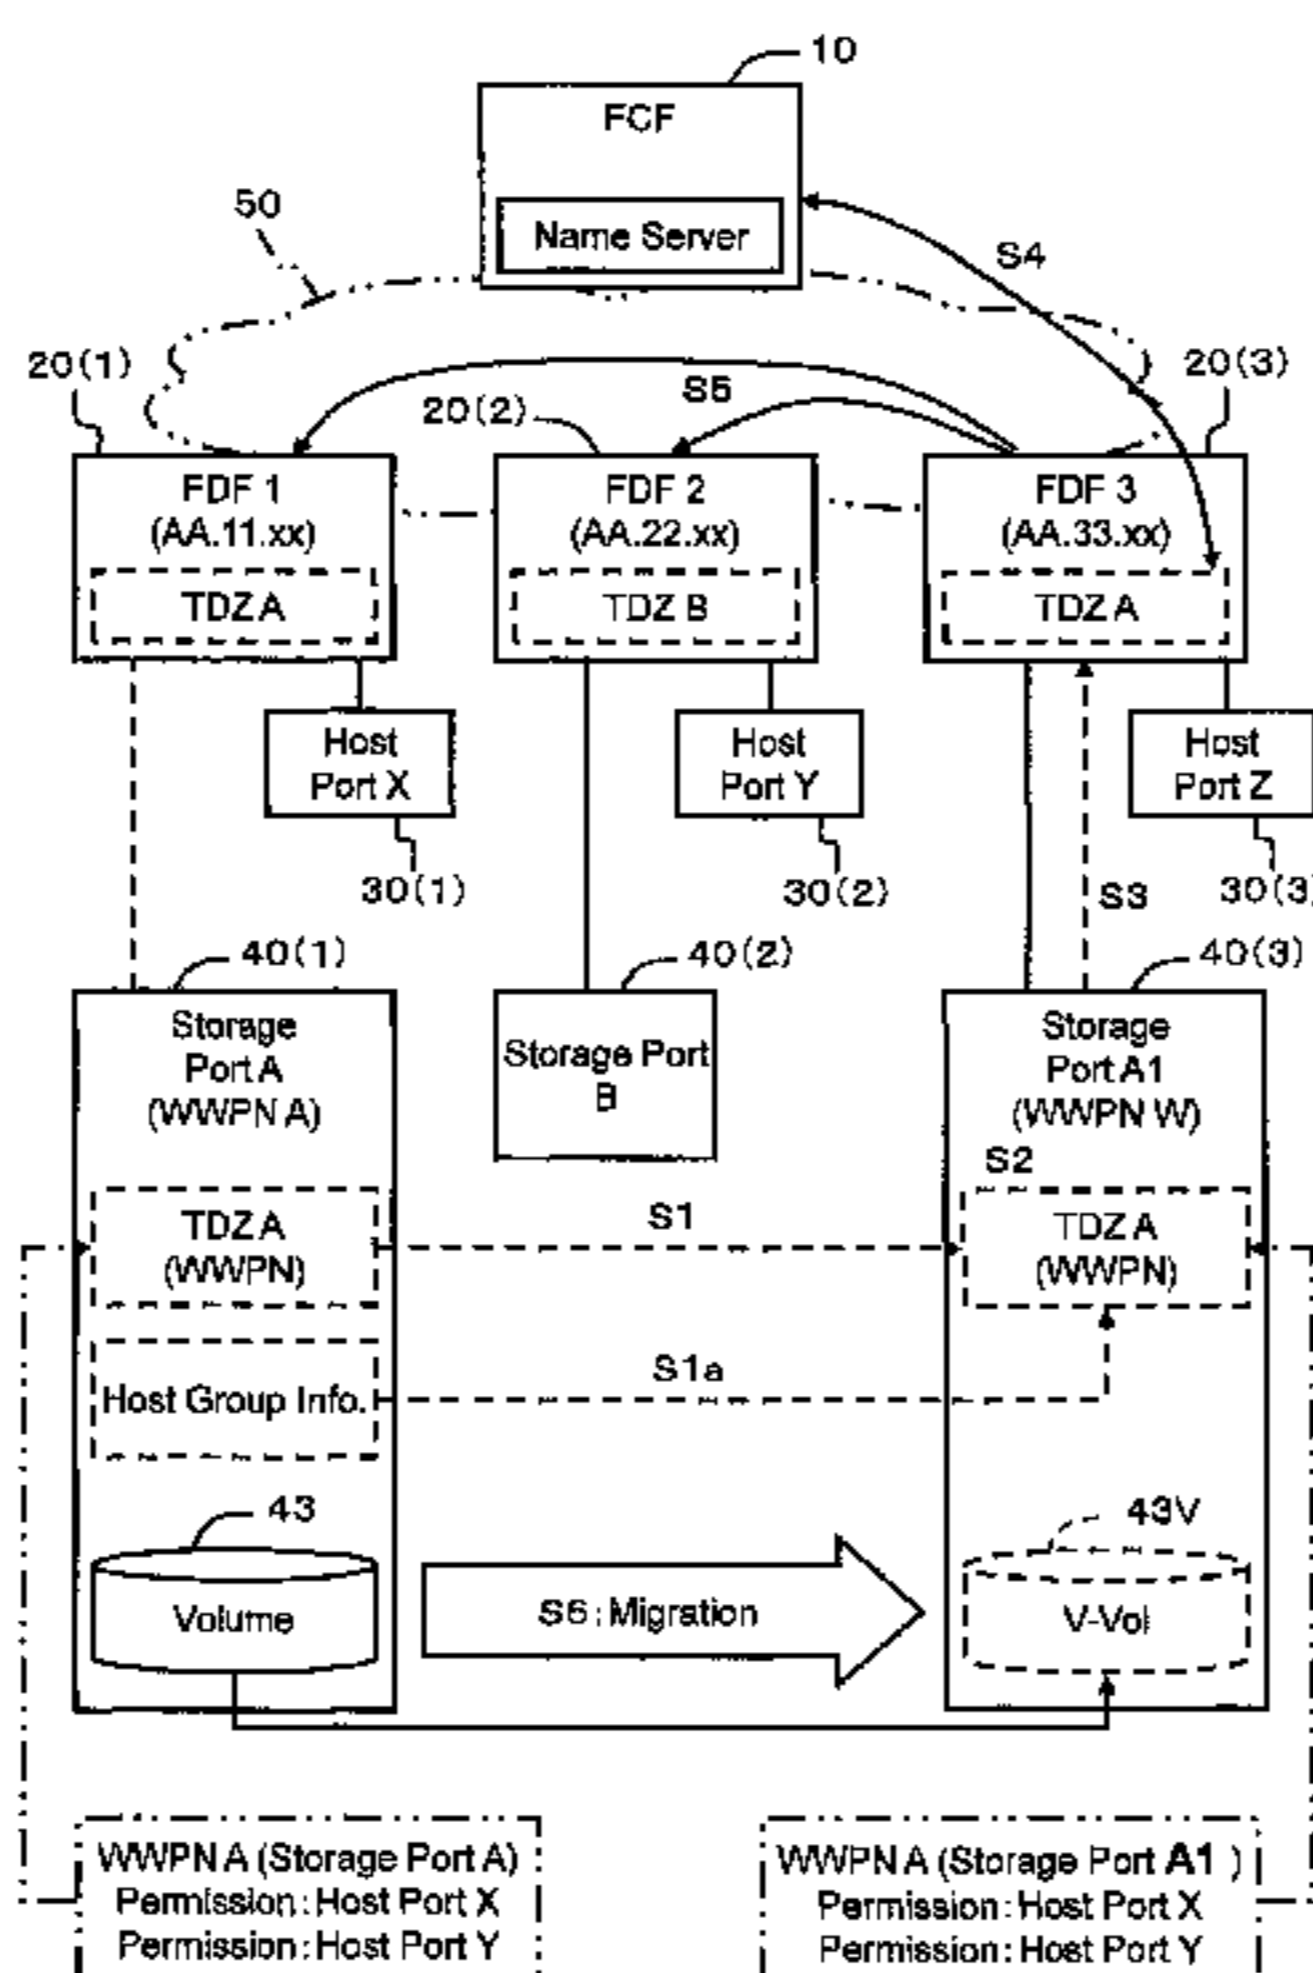 10
FCF
Name Server
50
S4
20(1)
S5
20(2)
20(3)
FDF 1
(AA.11.xx)
TDZ A
FDF 2
(AA.22.xx)
TDZ B
FDF 3
(AA.33.xx)
TDZ A
Host
Port X
Host
Port Y
Host
Port Z
30(1)
30(2)
30(3)
S3
40(1)
40(2)
40(3)
Storage
Port A
(WWPN A)
Storage Port
B
Storage
Port A1
(WWPN W)
S2
TDZ A
(WWPN)
S1
TDZ A
(WWPN)
Host Group Info.
S1a
43
43V
Volume
S6:Migration
V-Vol
WWPN A (Storage Port A)
Permission:Host Port X
Permission:Host Port Y
WWPN A (Storage Port A1 )
Permission:Host Port X
Permission:Host Port Y